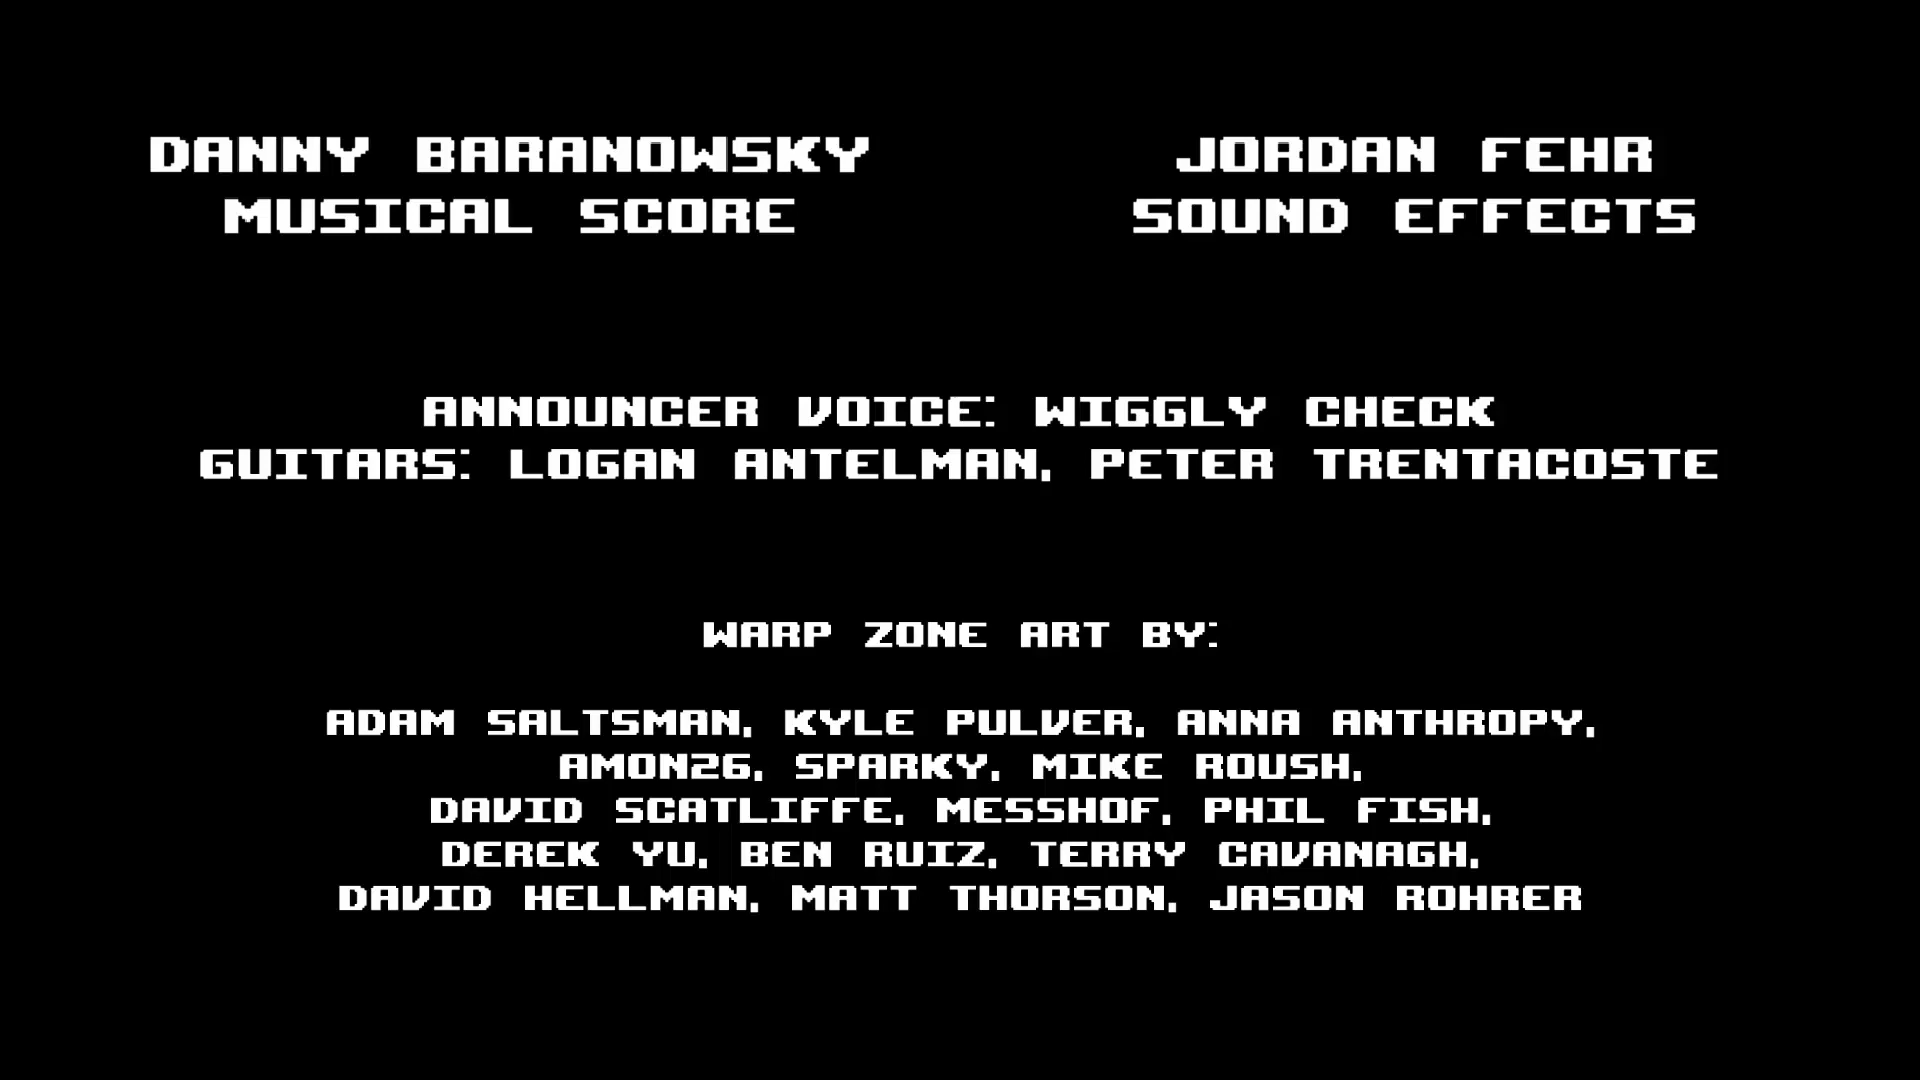 DANNY BARANOWSKY
MUSICAL SCORE
JORDAN FEHR
SOUND EFFECTS
ANNOUNCER VOICE: WIGGLY CHECK
GUITARS: LOGAN ANTELMAN, PETER TRENTACOSTE
WARP ZONE ART BY:
ADAM SALTSMAN, KYLE PULVER, ANNA ANTHROPY,
AMON26, SPARKY, MIKE ROUSH,
DAVID SCATLIFFE, MESSHOF, PHIL FISH,
DEREK YU, BEN RUIZ, TERRY CAVANAGH,
DAVID HELLMAN, MATT THORSON, JASON ROHRER